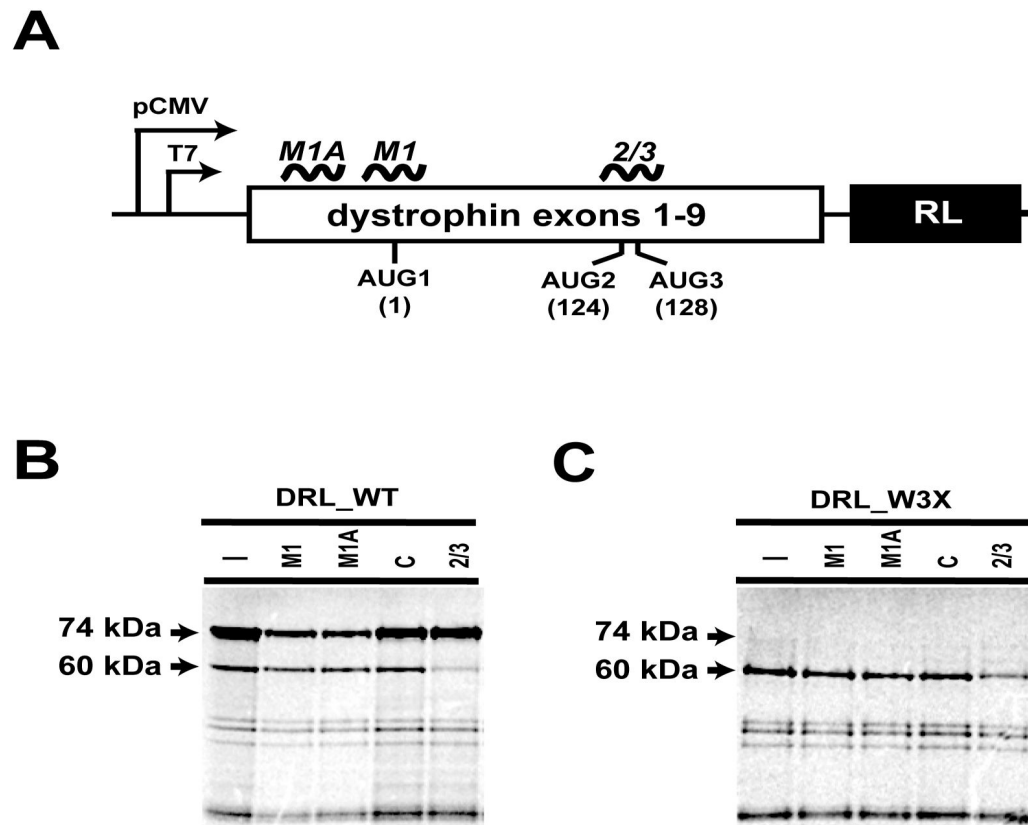 A
pCMV
T7
M1A M1 2/3
dystrophin exons 1-9
RL
AUG1
(1)
AUG2
(124)
AUG3
(128)
B
DRL_WT
– M1 M1A C 2/3
74 kDa
60 kDa
C
DRL_W3X
– M1 M1A C 2/3
74 kDa
60 kDa